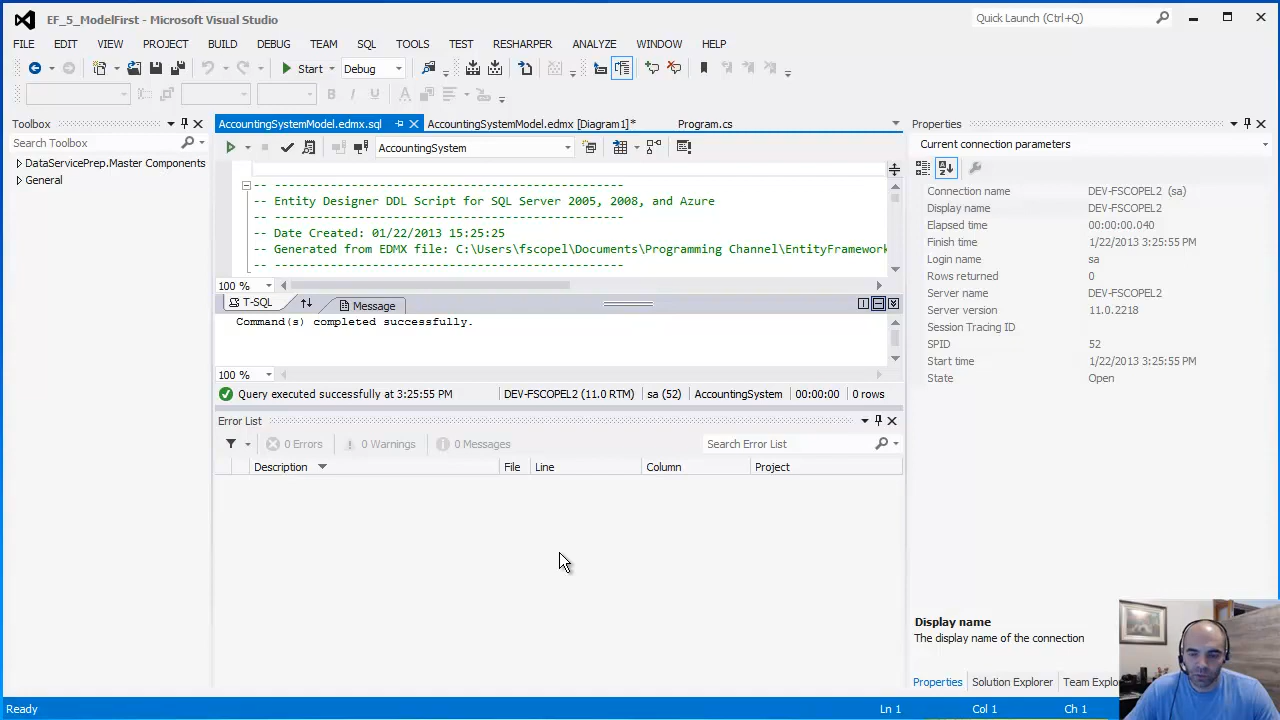 EF_5_ModelFirst - Microsoft Visual Studio
Quick Launch (Ctrl+Q)
FILE EDIT VIEW PROJECT BUILD DEBUG TEAM SQL TOOLS TEST RESHARPER ANALYZE WINDOW HELP
Start Debug
B I U A
Toolbox
Search Toolbox
DataServicePrep.Master Components
General
AccountingSystemModel.edmx.sql AccountingSystemModel.edmx [Diagram1]* Program.cs
AccountingSystem
-- --------------------------------------------------
-- Entity Designer DDL Script for SQL Server 2005, 2008, and Azure
-- --------------------------------------------------
-- Date Created: 01/22/2013 15:25:25
-- Generated from EDMX file: C:\Users\fscopel\Documents\Programming Channel\EntityFramework
-- --------------------------------------------------
100 %
T-SQL Message
Command(s) completed successfully.
100 %
Query executed successfully at 3:25:55 PM DEV-FSCOPEL2 (11.0 RTM) sa (52) AccountingSystem 00:00:00 0 rows
Error List
0 Errors 0 Warnings 0 Messages Search Error List
Description File Line Column Project
Properties
Current connection parameters
Connection name DEV-FSCOPEL2 (sa)
Display name DEV-FSCOPEL2
Elapsed time 00:00:00.040
Finish time 1/22/2013 3:25:55 PM
Login name sa
Rows returned 0
Server name DEV-FSCOPEL2
Server version 11.0.2218
Session Tracing ID
SPID 52
Start time 1/22/2013 3:25:55 PM
State Open
Display name
The display name of the connection
Properties Solution Explorer Team Explo
Ready Ln 1 Col 1 Ch 1